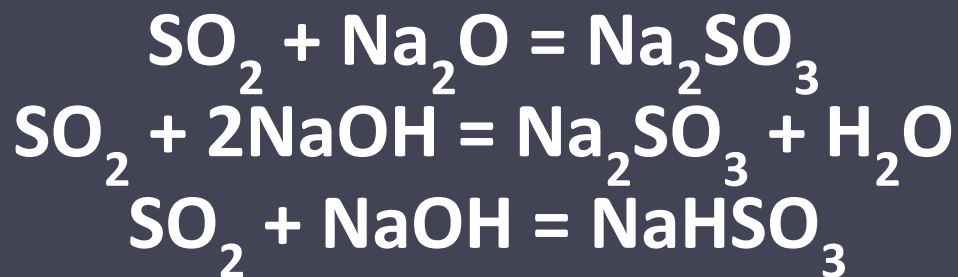 SO₂ + Na₂O = Na₂SO₃
SO₂ + 2NaOH = Na₂SO₃ + H₂O
SO₂ + NaOH = NaHSO₃